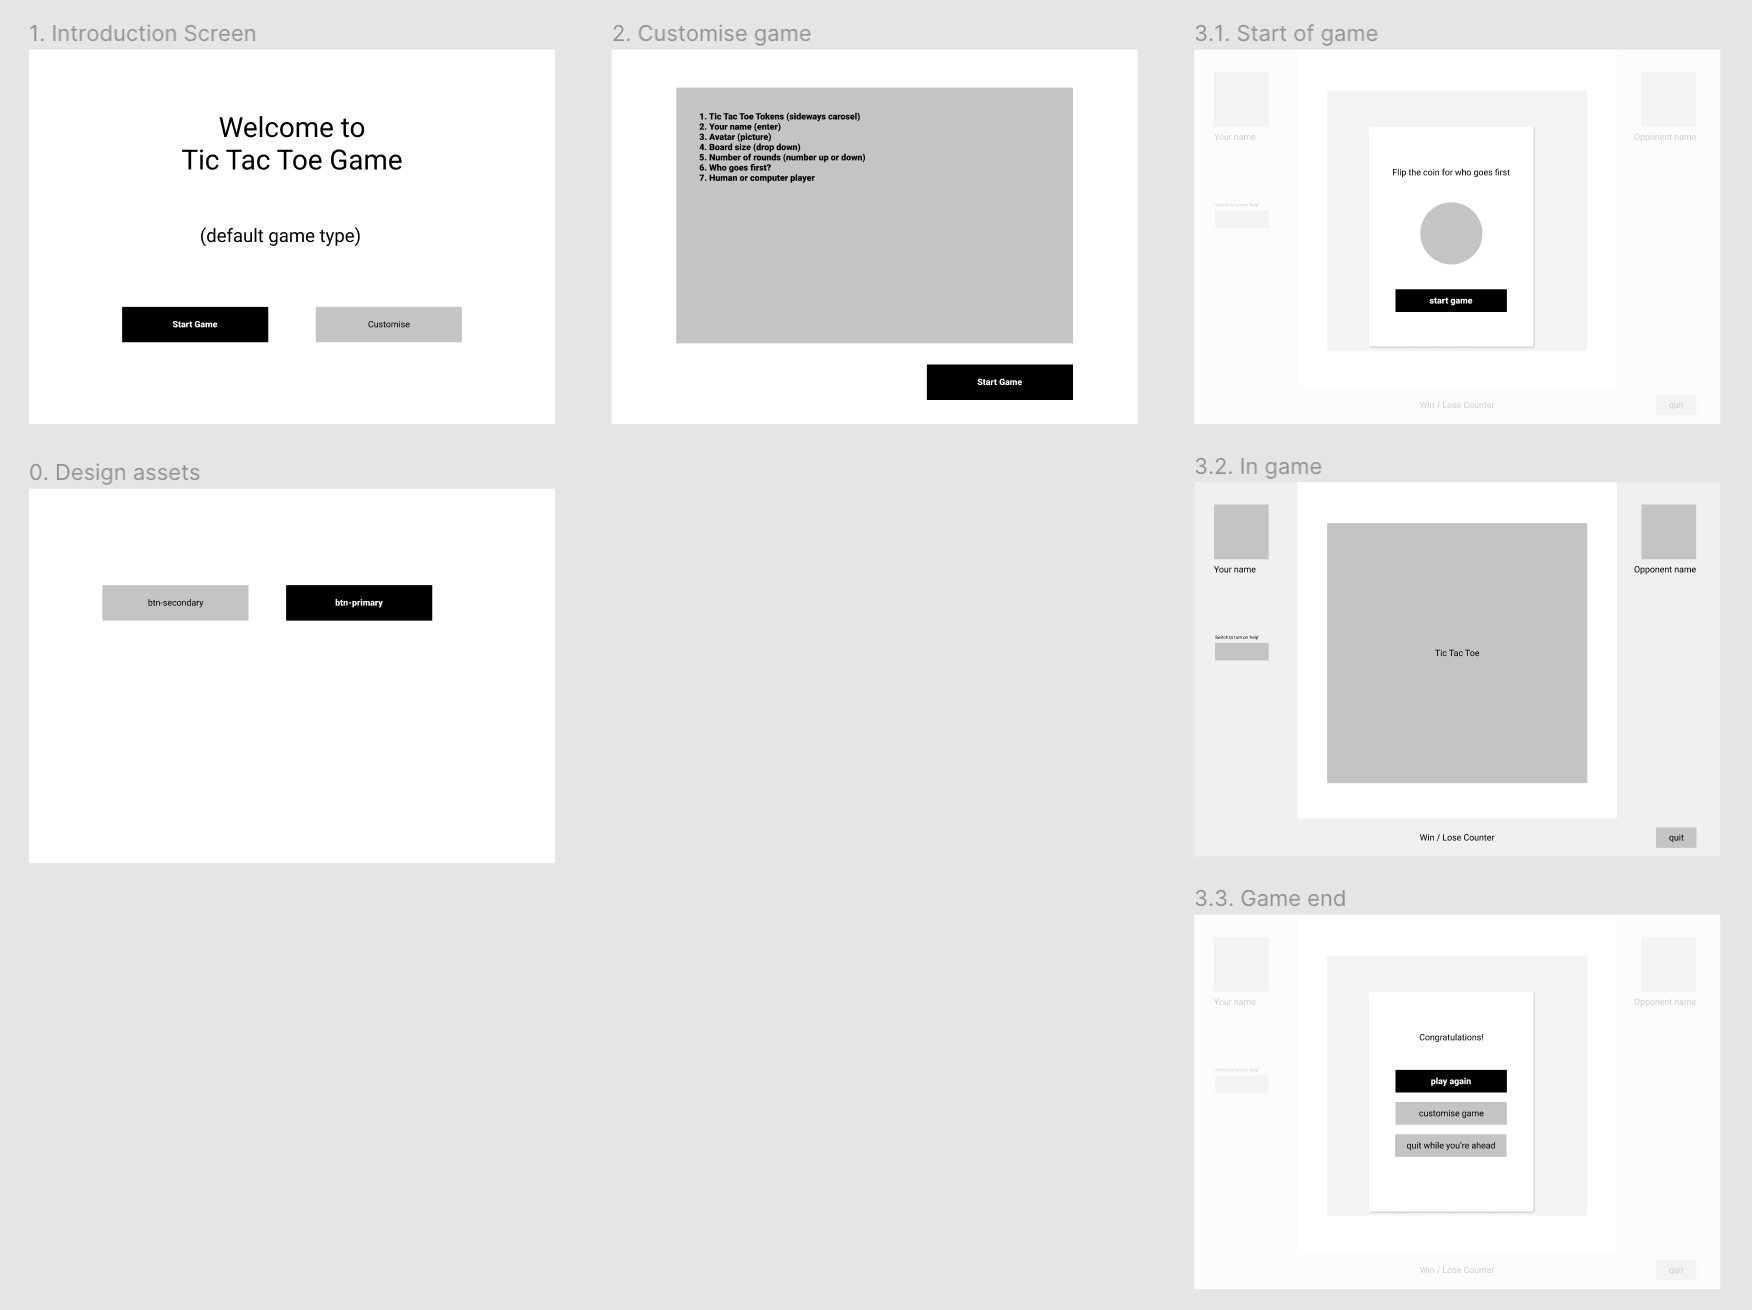 1. Introduction Screen
Welcome to
Tic Tac Toe Game
(default game type)
Start Game
Customise
2. Customise game
1. Tic Tac Toe Tokens (sideways carosel)
2. Your name (enter)
3. Avatar (picture)
4. Board size (drop down)
5. Number of rounds (number up or down)
6. Who goes first?
7. Human or computer player
Start Game
3.1. Start of game
Your name
Opponent name
Switch to turn on 'help'
Flip the coin for who goes first
start game
Win / Lose Counter
quit
0. Design assets
btn-secondary
btn-primary
3.2. In game
Your name
Opponent name
Switch to turn on 'help'
Tic Tac Toe
Win / Lose Counter
quit
3.3. Game end
Your name
Opponent name
Congratulations!
Switch to turn on 'help'
play again
customise game
quit while you're ahead
Win / Lose Counter
quit